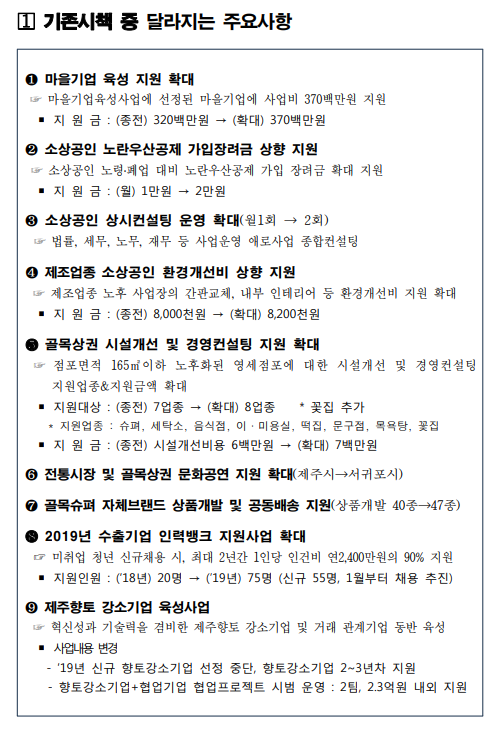 1 기존시책 중 달라지는 주요사항
❶ 마을기업 육성 지원 확대
☞ 마을기업육성사업에 선정된 마을기업에 사업비 370백만원 지원
▪ 지 원 금 : (종전) 320백만원 → (확대) 370백만원
❷ 소상공인 노란우산공제 가입장려금 상향 지원
☞ 소상공인 노령·폐업 대비 노란우산공제 가입 장려금 확대 지원
▪ 지 원 금 : (월) 1만원 → 2만원
❸ 소상공인 상시컨설팅 운영 확대(월1회 → 2회)
☞ 법률, 세무, 노무, 재무 등 사업운영 애로사업 종합컨설팅
❹ 제조업종 소상공인 환경개선비 상향 지원
☞ 제조업종 노후 사업장의 간판교체, 내부 인테리어 등 환경개선비 지원 확대
▪ 지 원 금 : (종전) 8,000천원 → (확대) 8,200천원
❺ 골목상권 시설개선 및 경영컨설팅 지원 확대
☞ 점포면적 165㎡이하 노후화된 영세점포에 대한 시설개선 및 경영컨설팅
지원업종&지원금액 확대
▪ 지원대상 : (종전) 7업종 → (확대) 8업종 * 꽃집 추가
* 지원업종 : 슈퍼, 세탁소, 음식점, 이·미용실, 떡집, 문구점, 목욕탕, 꽃집
▪ 지 원 금 : (종전) 시설개선비용 6백만원 → (확대) 7백만원
❻ 전통시장 및 골목상권 문화공연 지원 확대(제주시→서귀포시)
❼ 골목슈퍼 자체브랜드 상품개발 및 공동배송 지원(상품개발 40종→47종)
❽ 2019년 수출기업 인력뱅크 지원사업 확대
☞ 미취업 청년 신규채용 시, 최대 2년간 1인당 인건비 연2,400만원의 90% 지원
▪ 지원인원 : ('18년) 20명 → ('19년) 75명 (신규 55명, 1월부터 채용 추진)
❾ 제주향토 강소기업 육성사업
☞ 혁신성과 기술력을 겸비한 제주향토 강소기업 및 거래 관계기업 동반 육성
▪ 사업내용 변경
- '19년 신규 향토강소기업 선정 중단, 향토강소기업 2~3년차 지원
- 향토강소기업+협업기업 협업프로젝트 시범 운영 : 2팀, 2.3억원 내외 지원